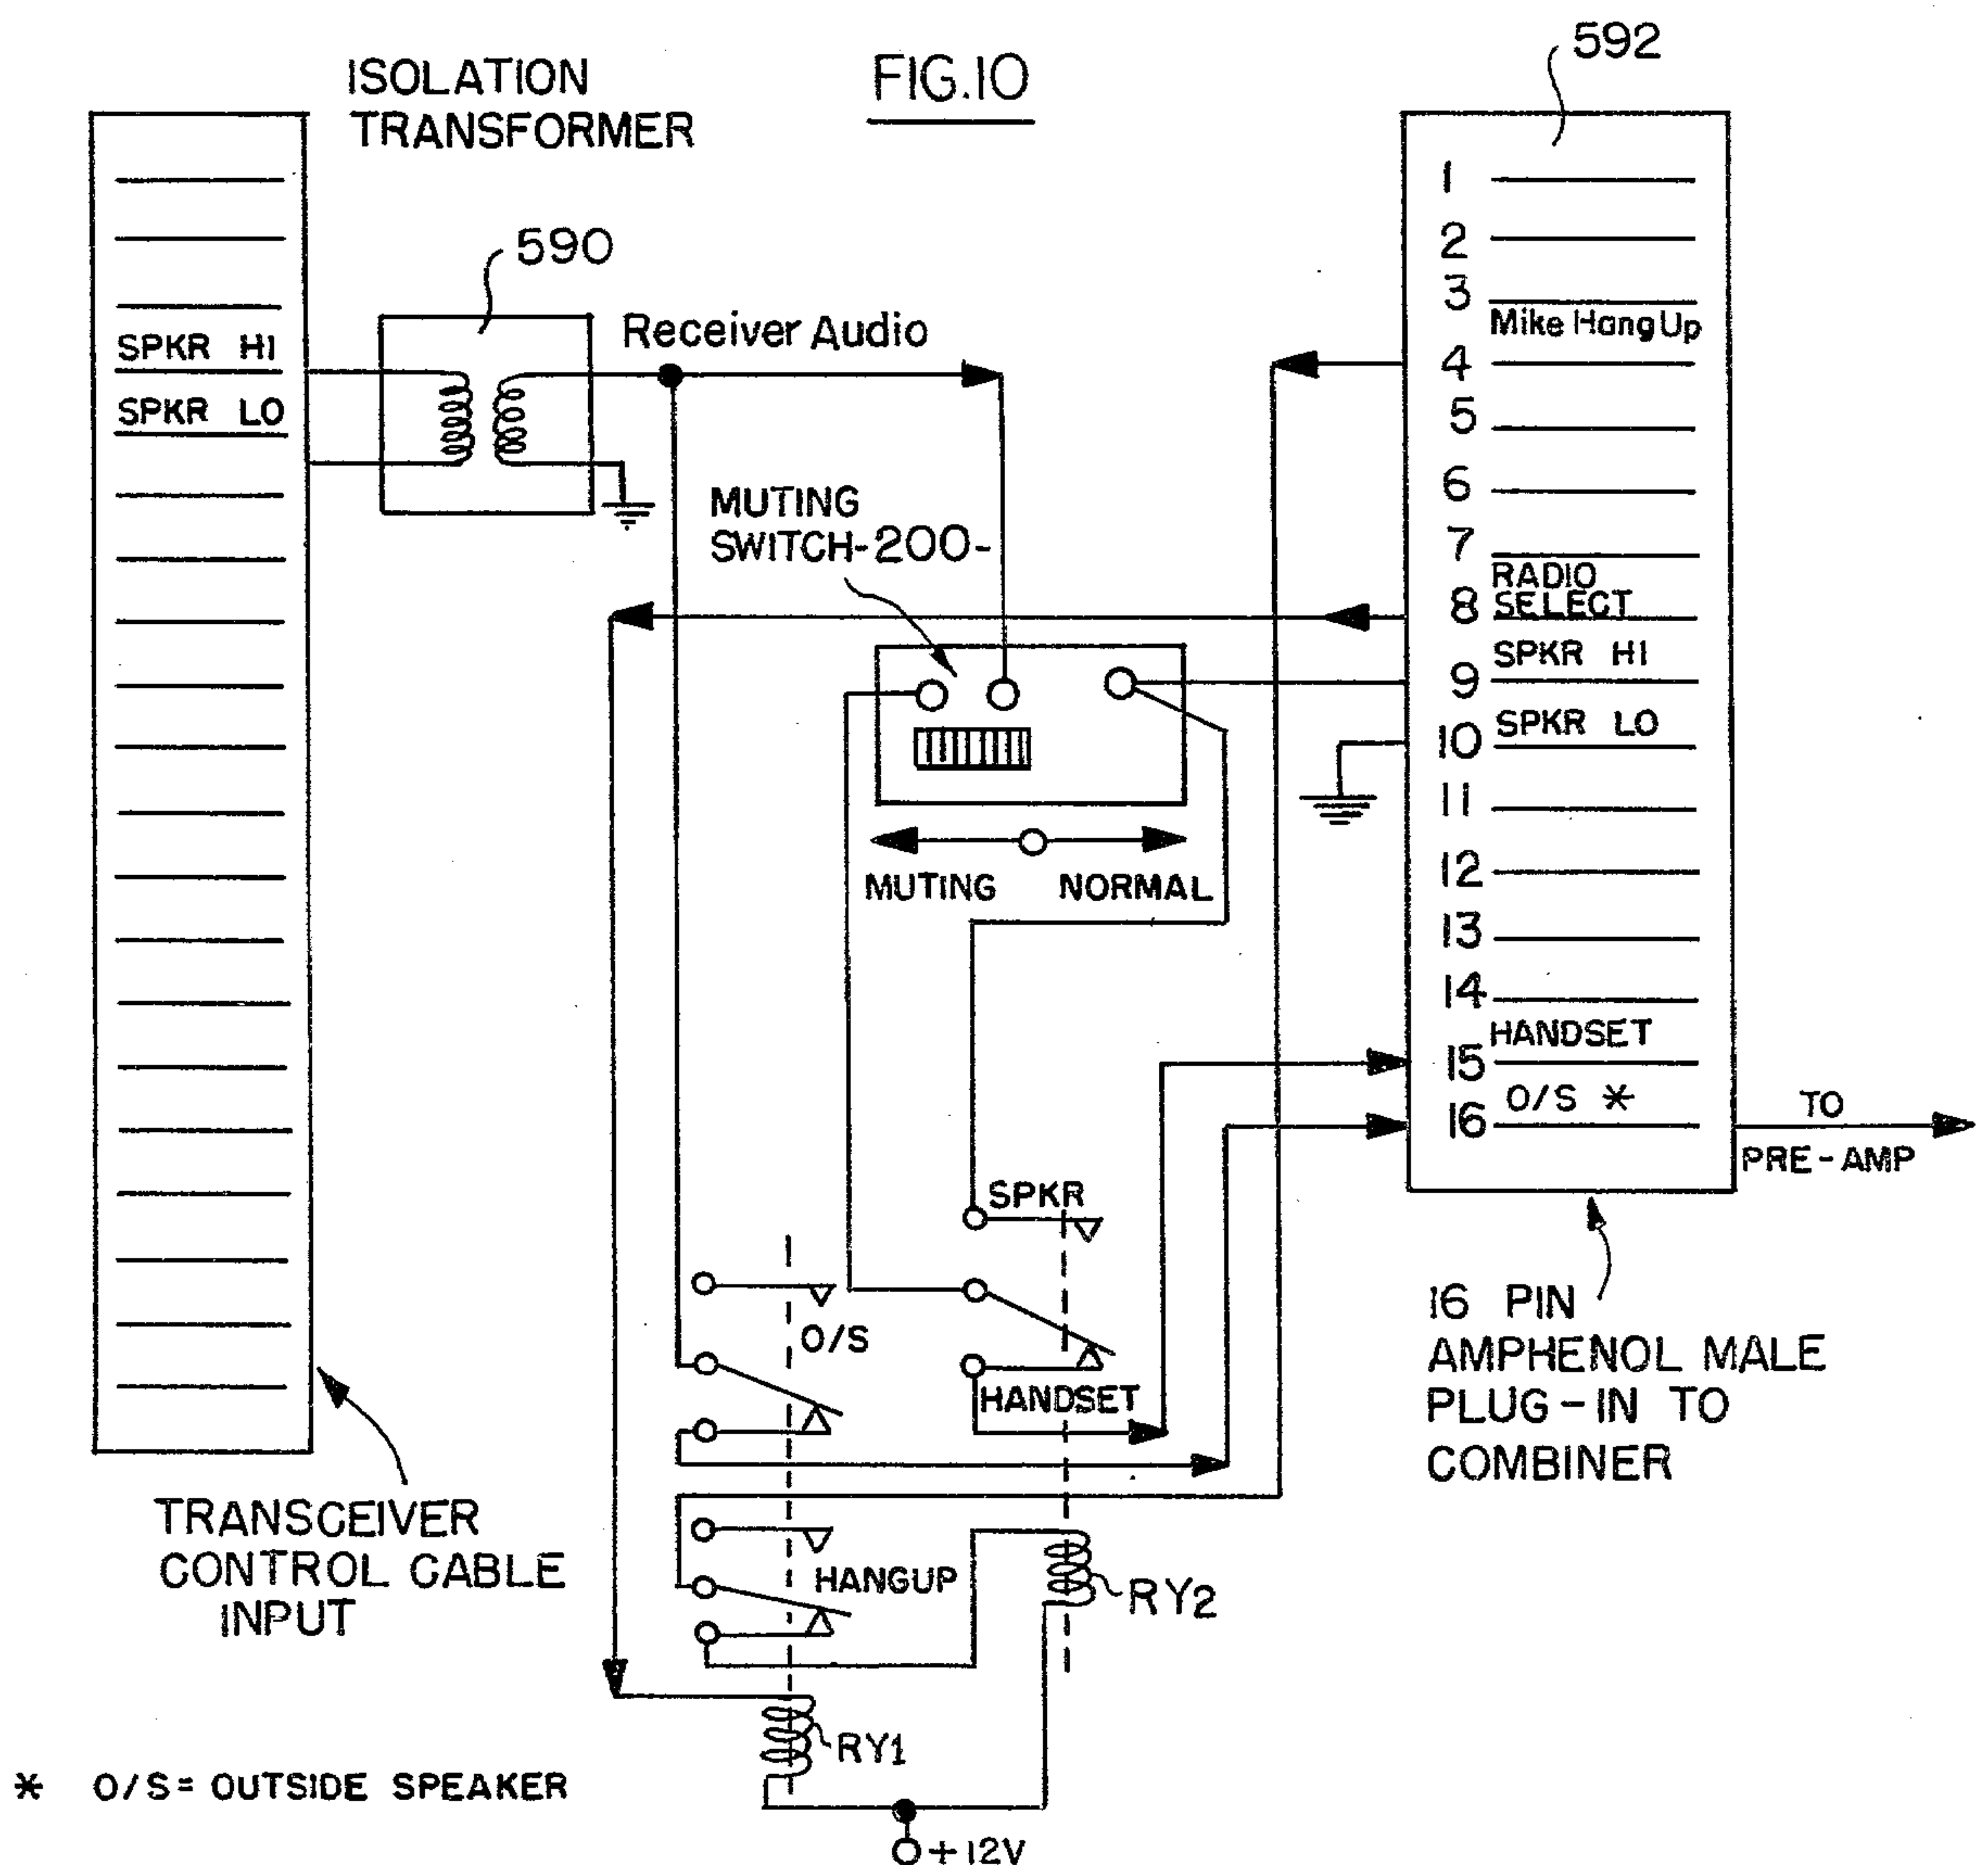 FIG.10
592
ISOLATION
TRANSFORMER
590
Receiver Audio
SPKR HI
SPKR LO
MUTING
SWITCH-200-
MUTING
NORMAL
1
2
3
Mike Hang Up
4
5
6
7
RADIO
8 SELECT
SPKR HI
9
SPKR LO
10
11
12
13
14
HANDSET
15
O/S *
16
TO
PRE-AMP
SPKR
O/S
HANDSET
HANGUP
RY2
RY1
+12V
16 PIN
AMPHENOL MALE
PLUG-IN TO
COMBINER
TRANSCEIVER
CONTROL CABLE
INPUT
* O/S = OUTSIDE SPEAKER